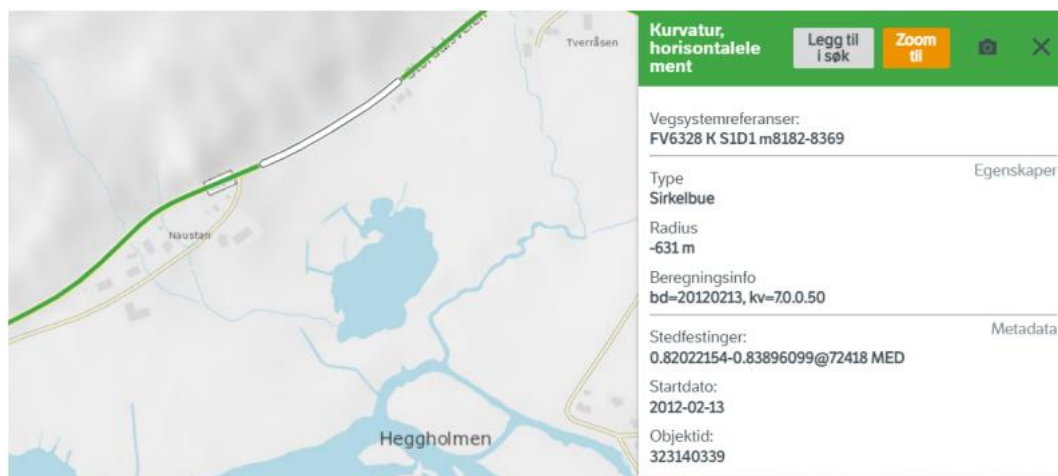 Tverråsen
Naustan
Heggholmen
Kurvatur,
horisontalele
ment
Legg til
i søk
Zoom
til
Vegsystemreferanser:
FV6328 K S1D1 m8182-8369
Egenskaper
Type
Sirkelbue
Radius
-631 m
Beregningsinfo
bd=20120213, kv=7.0.0.50
Metadata
Stedfestinger:
0.82022154-0.83896099@72418 MED
Startdato:
2012-02-13
Objektid:
323140339